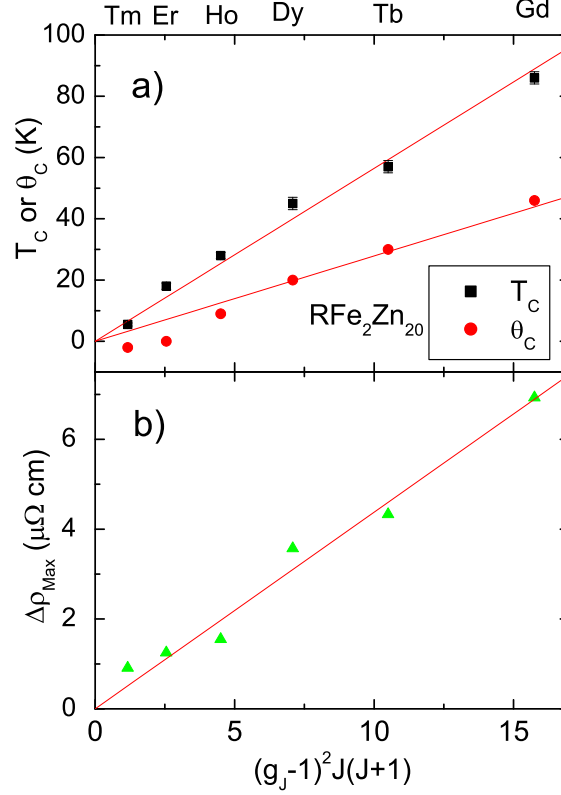 Tm Er Ho Dy Tb Gd
100
a)
80
60
40
20
0
T_C or θ_C (K)
RFe₂Zn₂₀
T_C
θ_C
b)
6
4
2
0
Δρ_Max (μΩ cm)
0 5 10 15
(g_J-1)²J(J+1)